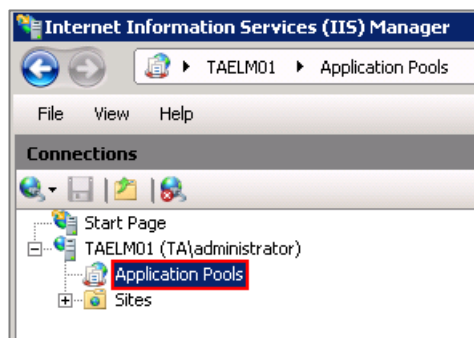 Internet Information Services (IIS) Manager
TAELM01 Application Pools
File View Help
Connections
Start Page
TAELM01 (TA\administrator)
Application Pools
Sites